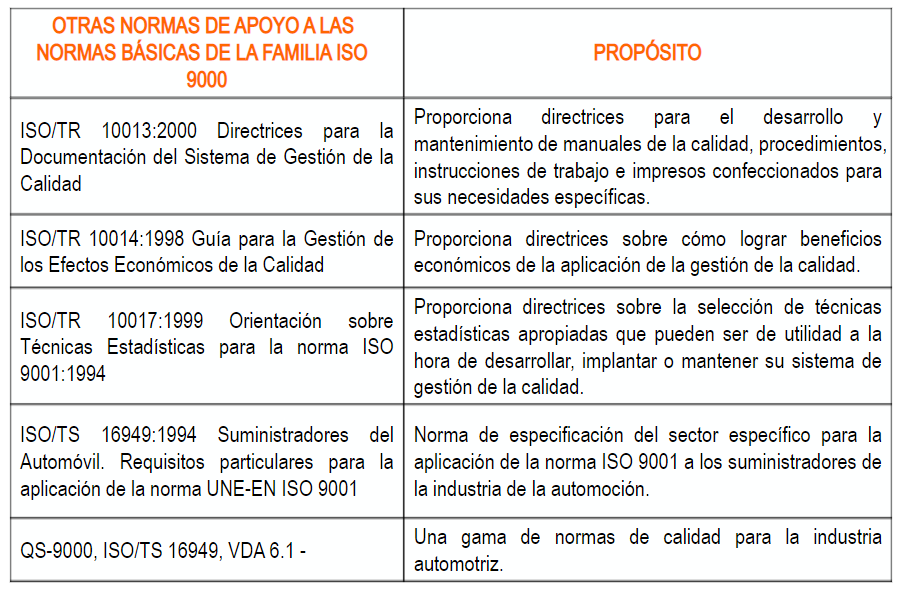 OTRAS NORMAS DE APOYO A LAS
NORMAS BÁSICAS DE LA FAMILIA ISO
9000
PROPÓSITO
ISO/TR 10013:2000 Directrices para la
Documentación del Sistema de Gestión de la
Calidad
Proporciona directrices para el desarrollo y
mantenimiento de manuales de la calidad, procedimientos,
instrucciones de trabajo e impresos confeccionados para
sus necesidades específicas.
ISO/TR 10014:1998 Guía para la Gestión de
los Efectos Económicos de la Calidad
Proporciona directrices sobre cómo lograr beneficios
económicos de la aplicación de la gestión de la calidad.
ISO/TR 10017:1999 Orientación sobre
Técnicas Estadísticas para la norma ISO
9001:1994
Proporciona directrices sobre la selección de técnicas
estadísticas apropiadas que pueden ser de utilidad a la
hora de desarrollar, implantar o mantener su sistema de
gestión de la calidad.
ISO/TS 16949:1994 Suministradores del
Automóvil. Requisitos particulares para la
aplicación de la norma UNE-EN ISO 9001
Norma de especificación del sector específico para la
aplicación de la norma ISO 9001 a los suministradores de
la industria de la automoción.
QS-9000, ISO/TS 16949, VDA 6.1 -
Una gama de normas de calidad para la industria
automotriz.